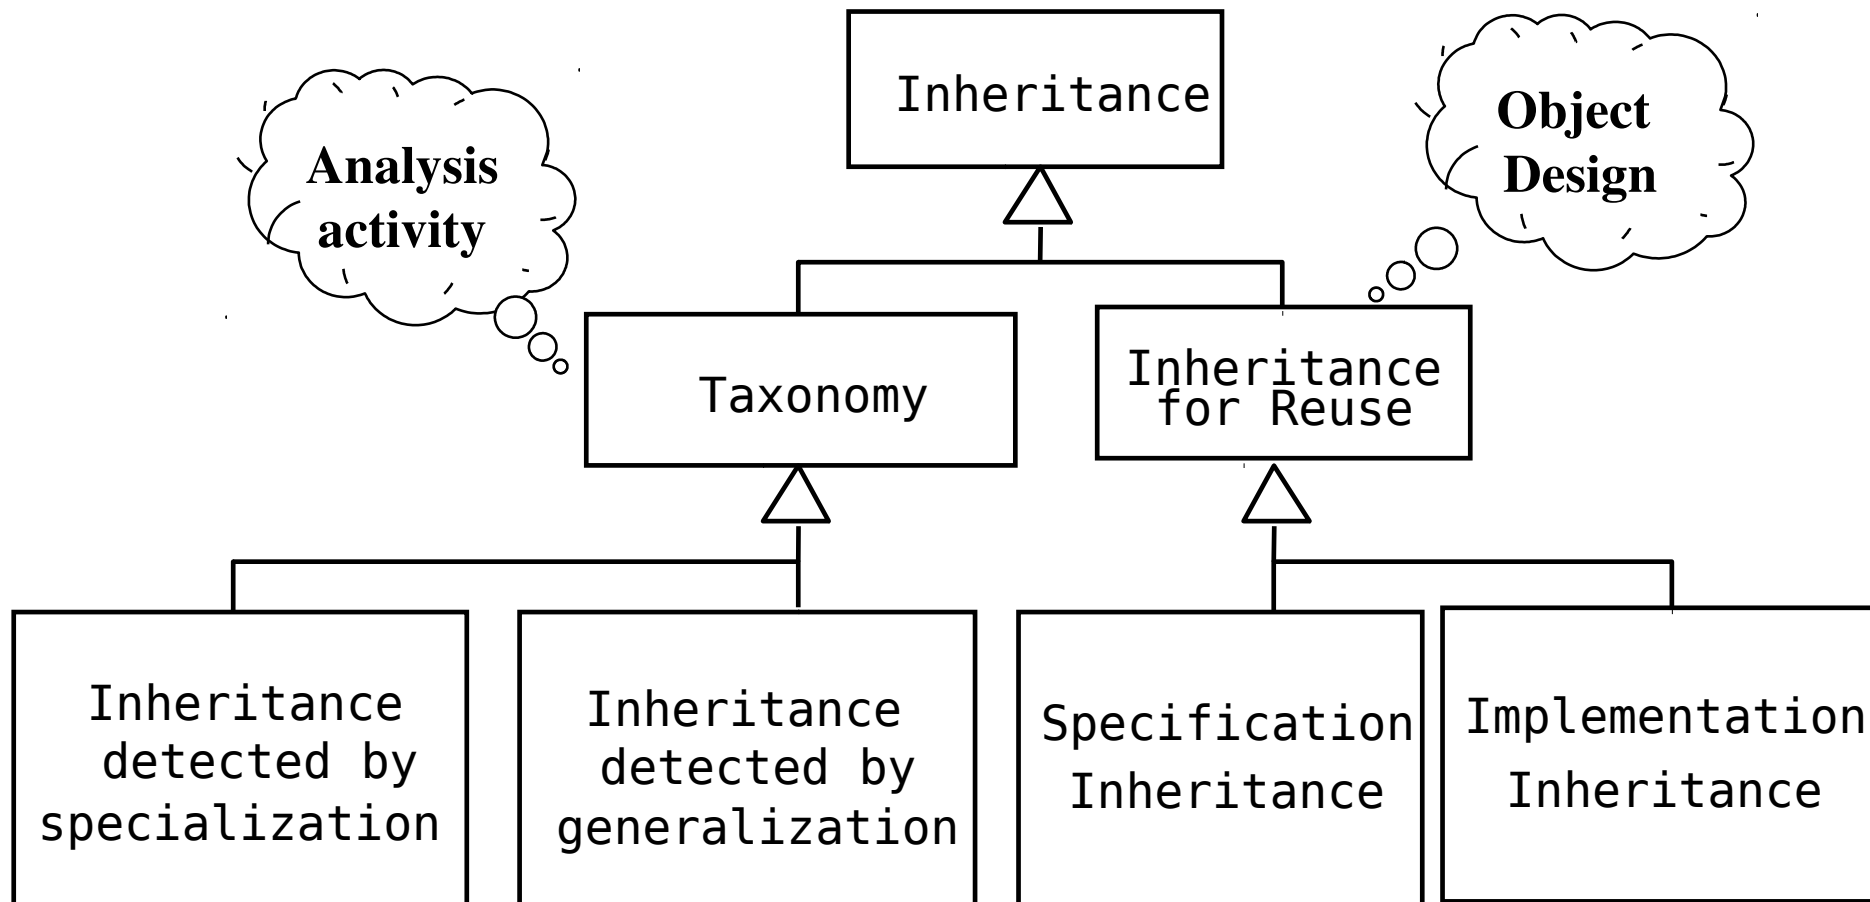 Inheritance
Analysis
activity
Object
Design
Taxonomy
Inheritance
for Reuse
Inheritance
detected by
specialization
Inheritance
detected by
generalization
Specification
Inheritance
Implementation
Inheritance